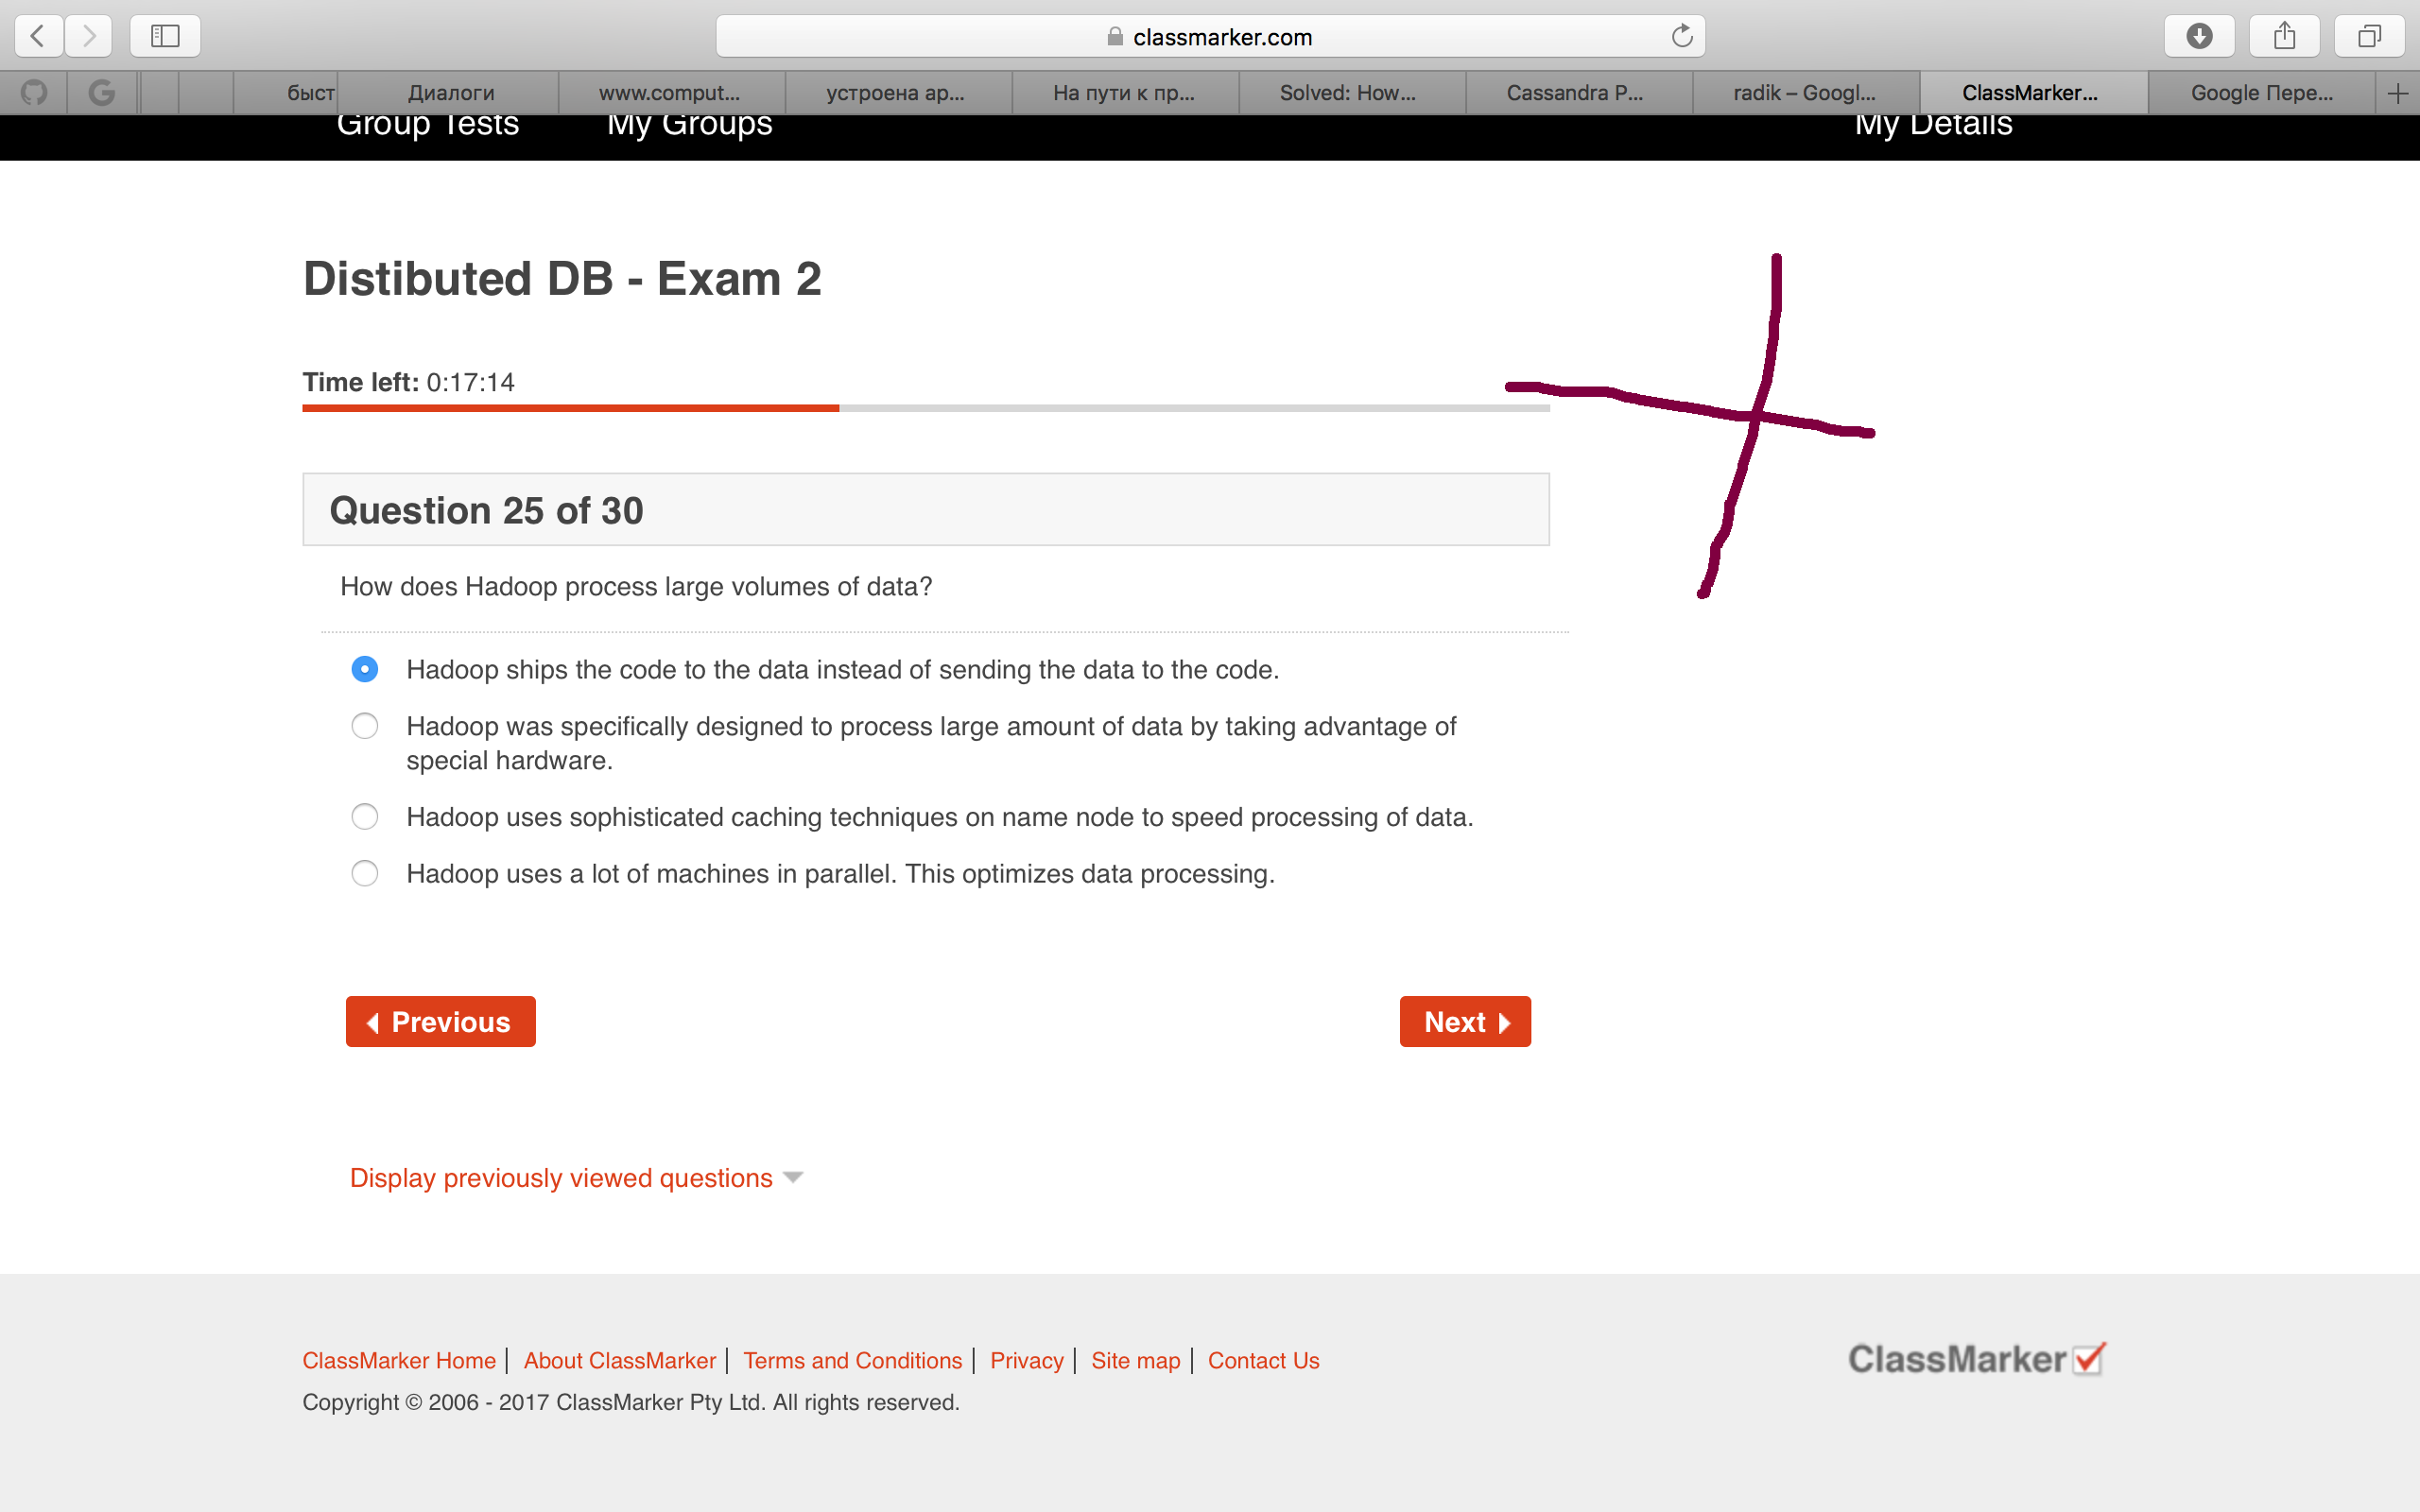 classmarker.com
быст
Диалоги
www.comput...
устроена ар...
На пути к пр...
Solved: How...
Cassandra P...
radik – Googl...
ClassMarker...
Google Пере...
Group Tests
My Groups
My Details
Distibuted DB - Exam 2
Time left: 0:17:14
Question 25 of 30
How does Hadoop process large volumes of data?
Hadoop ships the code to the data instead of sending the data to the code.
Hadoop was specifically designed to process large amount of data by taking advantage of
special hardware.
Hadoop uses sophisticated caching techniques on name node to speed processing of data.
Hadoop uses a lot of machines in parallel. This optimizes data processing.
Previous
Next
Display previously viewed questions
ClassMarker Home | About ClassMarker | Terms and Conditions | Privacy | Site map | Contact Us
ClassMarker
Copyright © 2006 - 2017 ClassMarker Pty Ltd. All rights reserved.